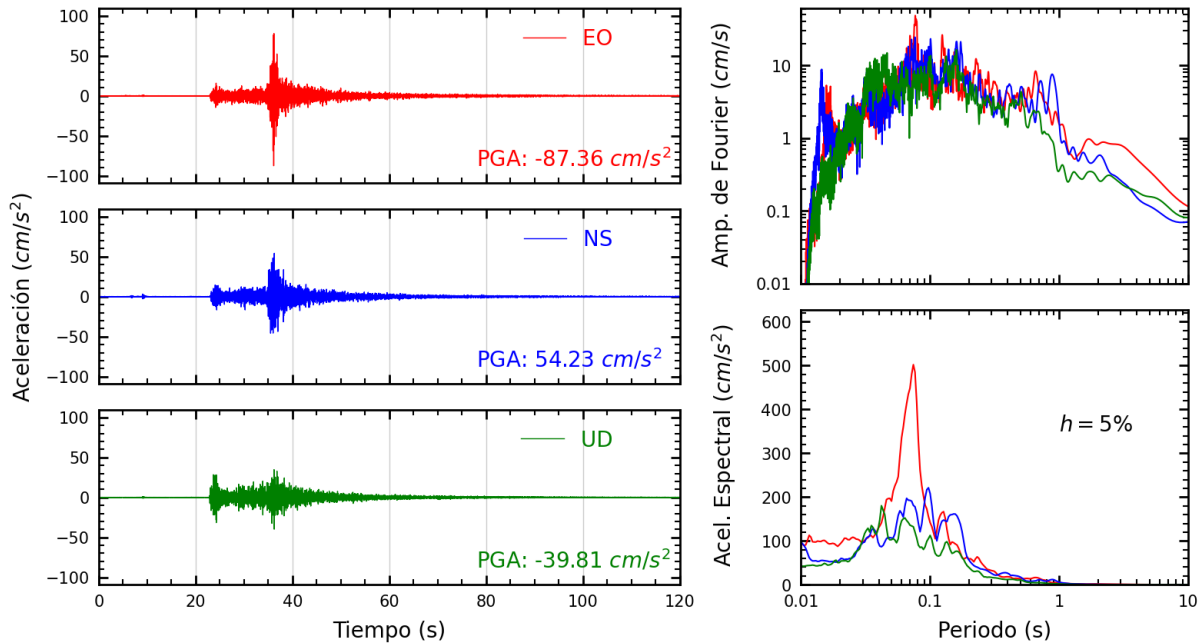 Aceleración (cm/s²)
100
50
0
−50
−100
EO
PGA: -87.36 cm/s²
100
50
0
−50
−100
NS
PGA: 54.23 cm/s²
100
50
0
−50
−100
UD
PGA: -39.81 cm/s²
0 20 40 60 80 100 120
Tiempo (s)
Amp. de Fourier (cm/s)
10
1
0.1
0.01
Acel. Espectral (cm/s²)
600
500
400
300
200
100
0
h = 5%
0.01 0.1 1 10
Periodo (s)